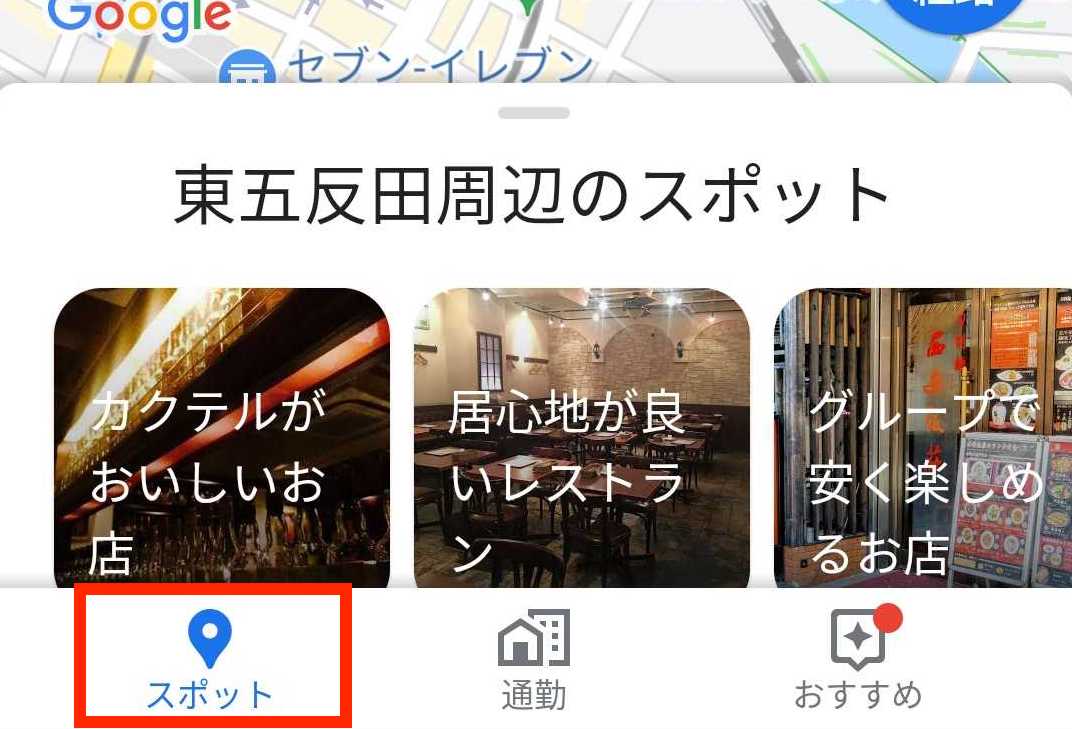 Google
セブン-イレブン
東五反田周辺のスポット
カクテルが
おいしいお
店
居心地が良
いレストラ
ン
グループで
安く楽しめ
るお店
スポット
通勤
おすすめ